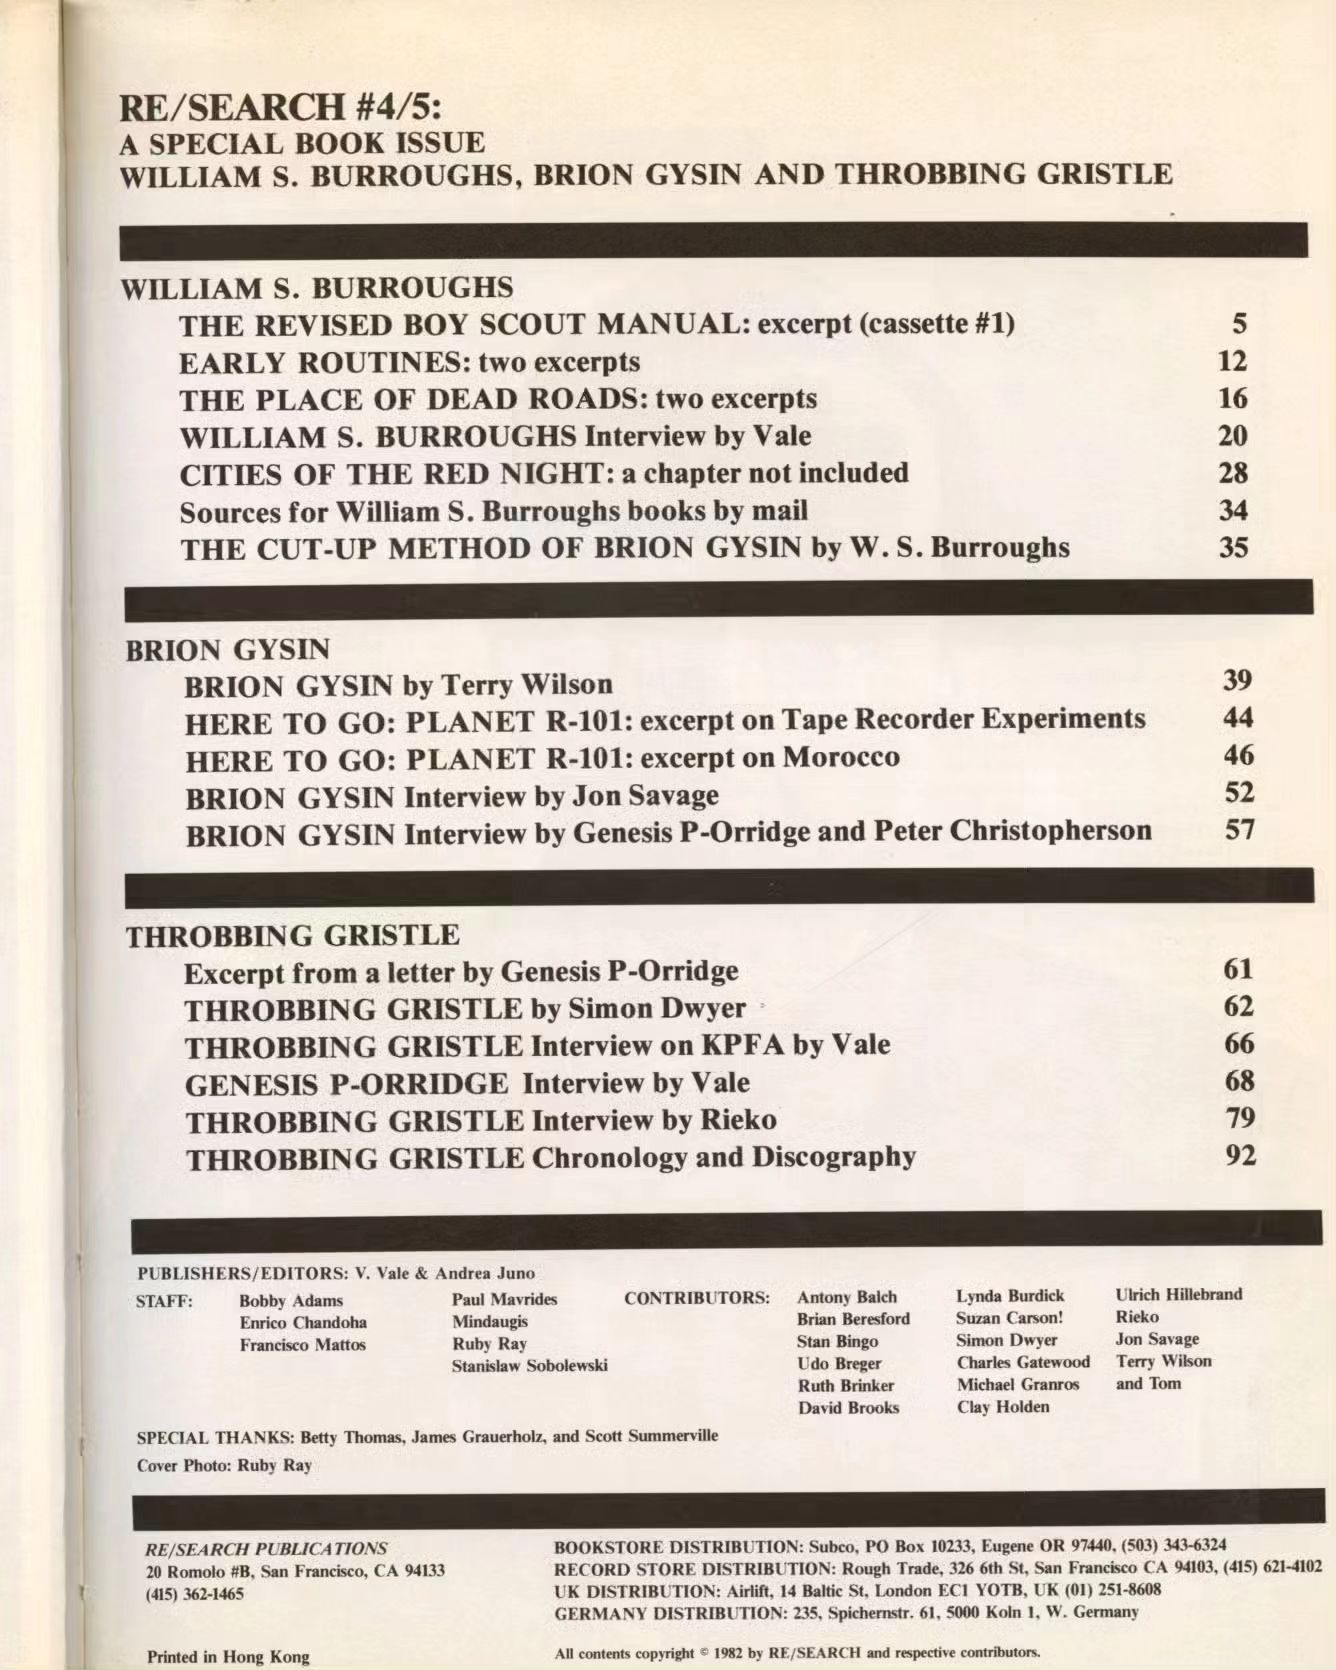 RE/SEARCH #4/5:
A SPECIAL BOOK ISSUE
WILLIAM S. BURROUGHS, BRION GYSIN AND THROBBING GRISTLE
WILLIAM S. BURROUGHS
THE REVISED BOY SCOUT MANUAL: excerpt (cassette #1) 5
EARLY ROUTINES: two excerpts 12
THE PLACE OF DEAD ROADS: two excerpts 16
WILLIAM S. BURROUGHS Interview by Vale 20
CITIES OF THE RED NIGHT: a chapter not included 28
Sources for William S. Burroughs books by mail 34
THE CUT-UP METHOD OF BRION GYSIN by W. S. Burroughs 35
BRION GYSIN
BRION GYSIN by Terry Wilson 39
HERE TO GO: PLANET R-101: excerpt on Tape Recorder Experiments 44
HERE TO GO: PLANET R-101: excerpt on Morocco 46
BRION GYSIN Interview by Jon Savage 52
BRION GYSIN Interview by Genesis P-Orridge and Peter Christopherson 57
THROBBING GRISTLE
Excerpt from a letter by Genesis P-Orridge 61
THROBBING GRISTLE by Simon Dwyer 62
THROBBING GRISTLE Interview on KPFA by Vale 66
GENESIS P-ORRIDGE Interview by Vale 68
THROBBING GRISTLE Interview by Rieko 79
THROBBING GRISTLE Chronology and Discography 92
PUBLISHERS/EDITORS: V. Vale & Andrea Juno
STAFF:
Bobby Adams
Enrico Chandoha
Francisco Mattos
Paul Mavrides
Mindaugis
Ruby Ray
Stanislaw Sobolewski
CONTRIBUTORS:
Antony Balch
Brian Beresford
Stan Bingo
Udo Breger
Ruth Brinker
David Brooks
Lynda Burdick
Suzan Carson!
Simon Dwyer
Charles Gatewood
Michael Granros
Clay Holden
Ulrich Hillebrand
Rieko
Jon Savage
Terry Wilson
and Tom
SPECIAL THANKS: Betty Thomas, James Grauerholz, and Scott Summerville
Cover Photo: Ruby Ray
RE/SEARCH PUBLICATIONS
20 Romolo #B, San Francisco, CA 94133
(415) 362-1465
Printed in Hong Kong
BOOKSTORE DISTRIBUTION: Subco, PO Box 10233, Eugene OR 97440, (503) 343-6324
RECORD STORE DISTRIBUTION: Rough Trade, 326 6th St, San Francisco CA 94103, (415) 621-4102
UK DISTRIBUTION: Airlift, 14 Baltic St, London EC1 YOTB, UK (01) 251-8608
GERMANY DISTRIBUTION: 235, Spichernstr. 61, 5000 Koln 1, W. Germany
All contents copyright © 1982 by RE/SEARCH and respective contributors.